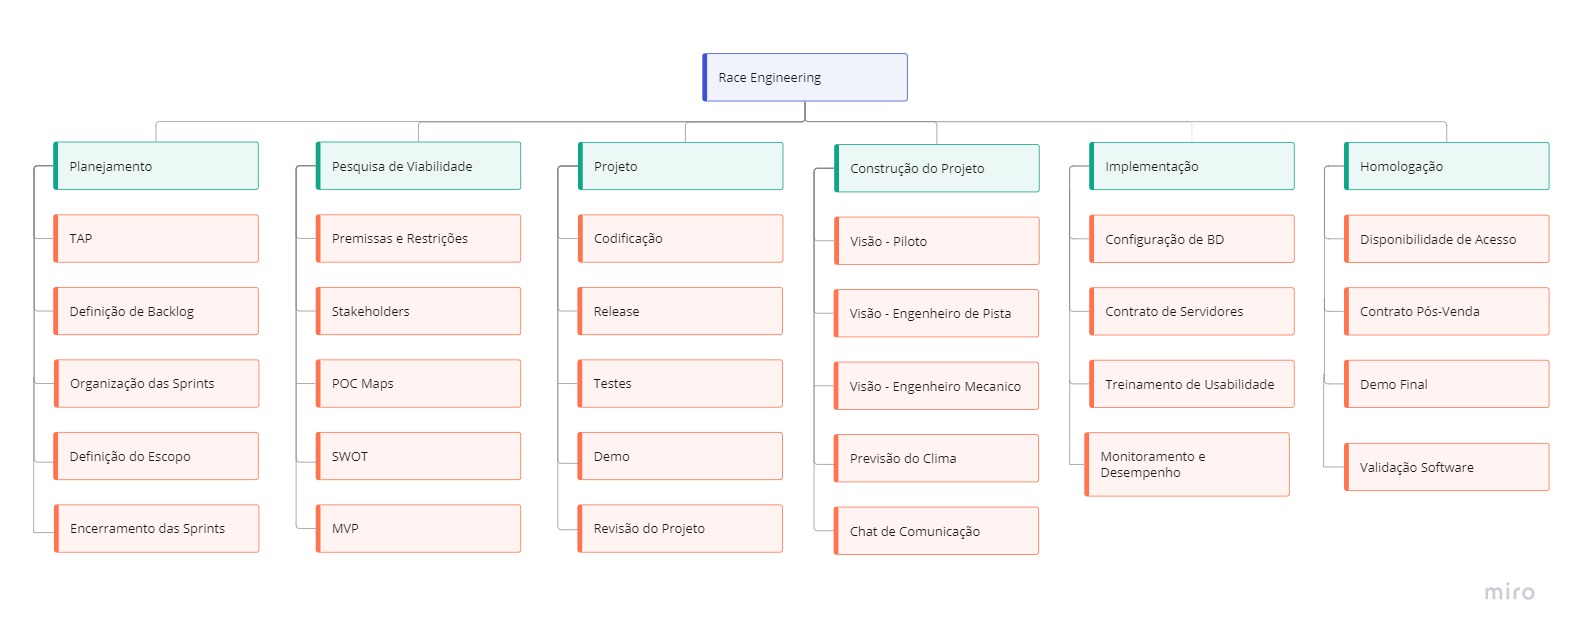 Race Engineering
Planejamento
TAP
Definição de Backlog
Organização das Sprints
Definição do Escopo
Encerramento das Sprints
Pesquisa de Viabilidade
Premissas e Restrições
Stakeholders
POC Maps
SWOT
MVP
Projeto
Codificação
Release
Testes
Demo
Revisão do Projeto
Construção do Projeto
Visão - Piloto
Visão - Engenheiro de Pista
Visão - Engenheiro Mecanico
Previsão do Clima
Chat de Comunicação
Implementação
Configuração de BD
Contrato de Servidores
Treinamento de Usabilidade
Monitoramento e
Desempenho
Homologação
Disponibilidade de Acesso
Contrato Pós-Venda
Demo Final
Validação Software
miro